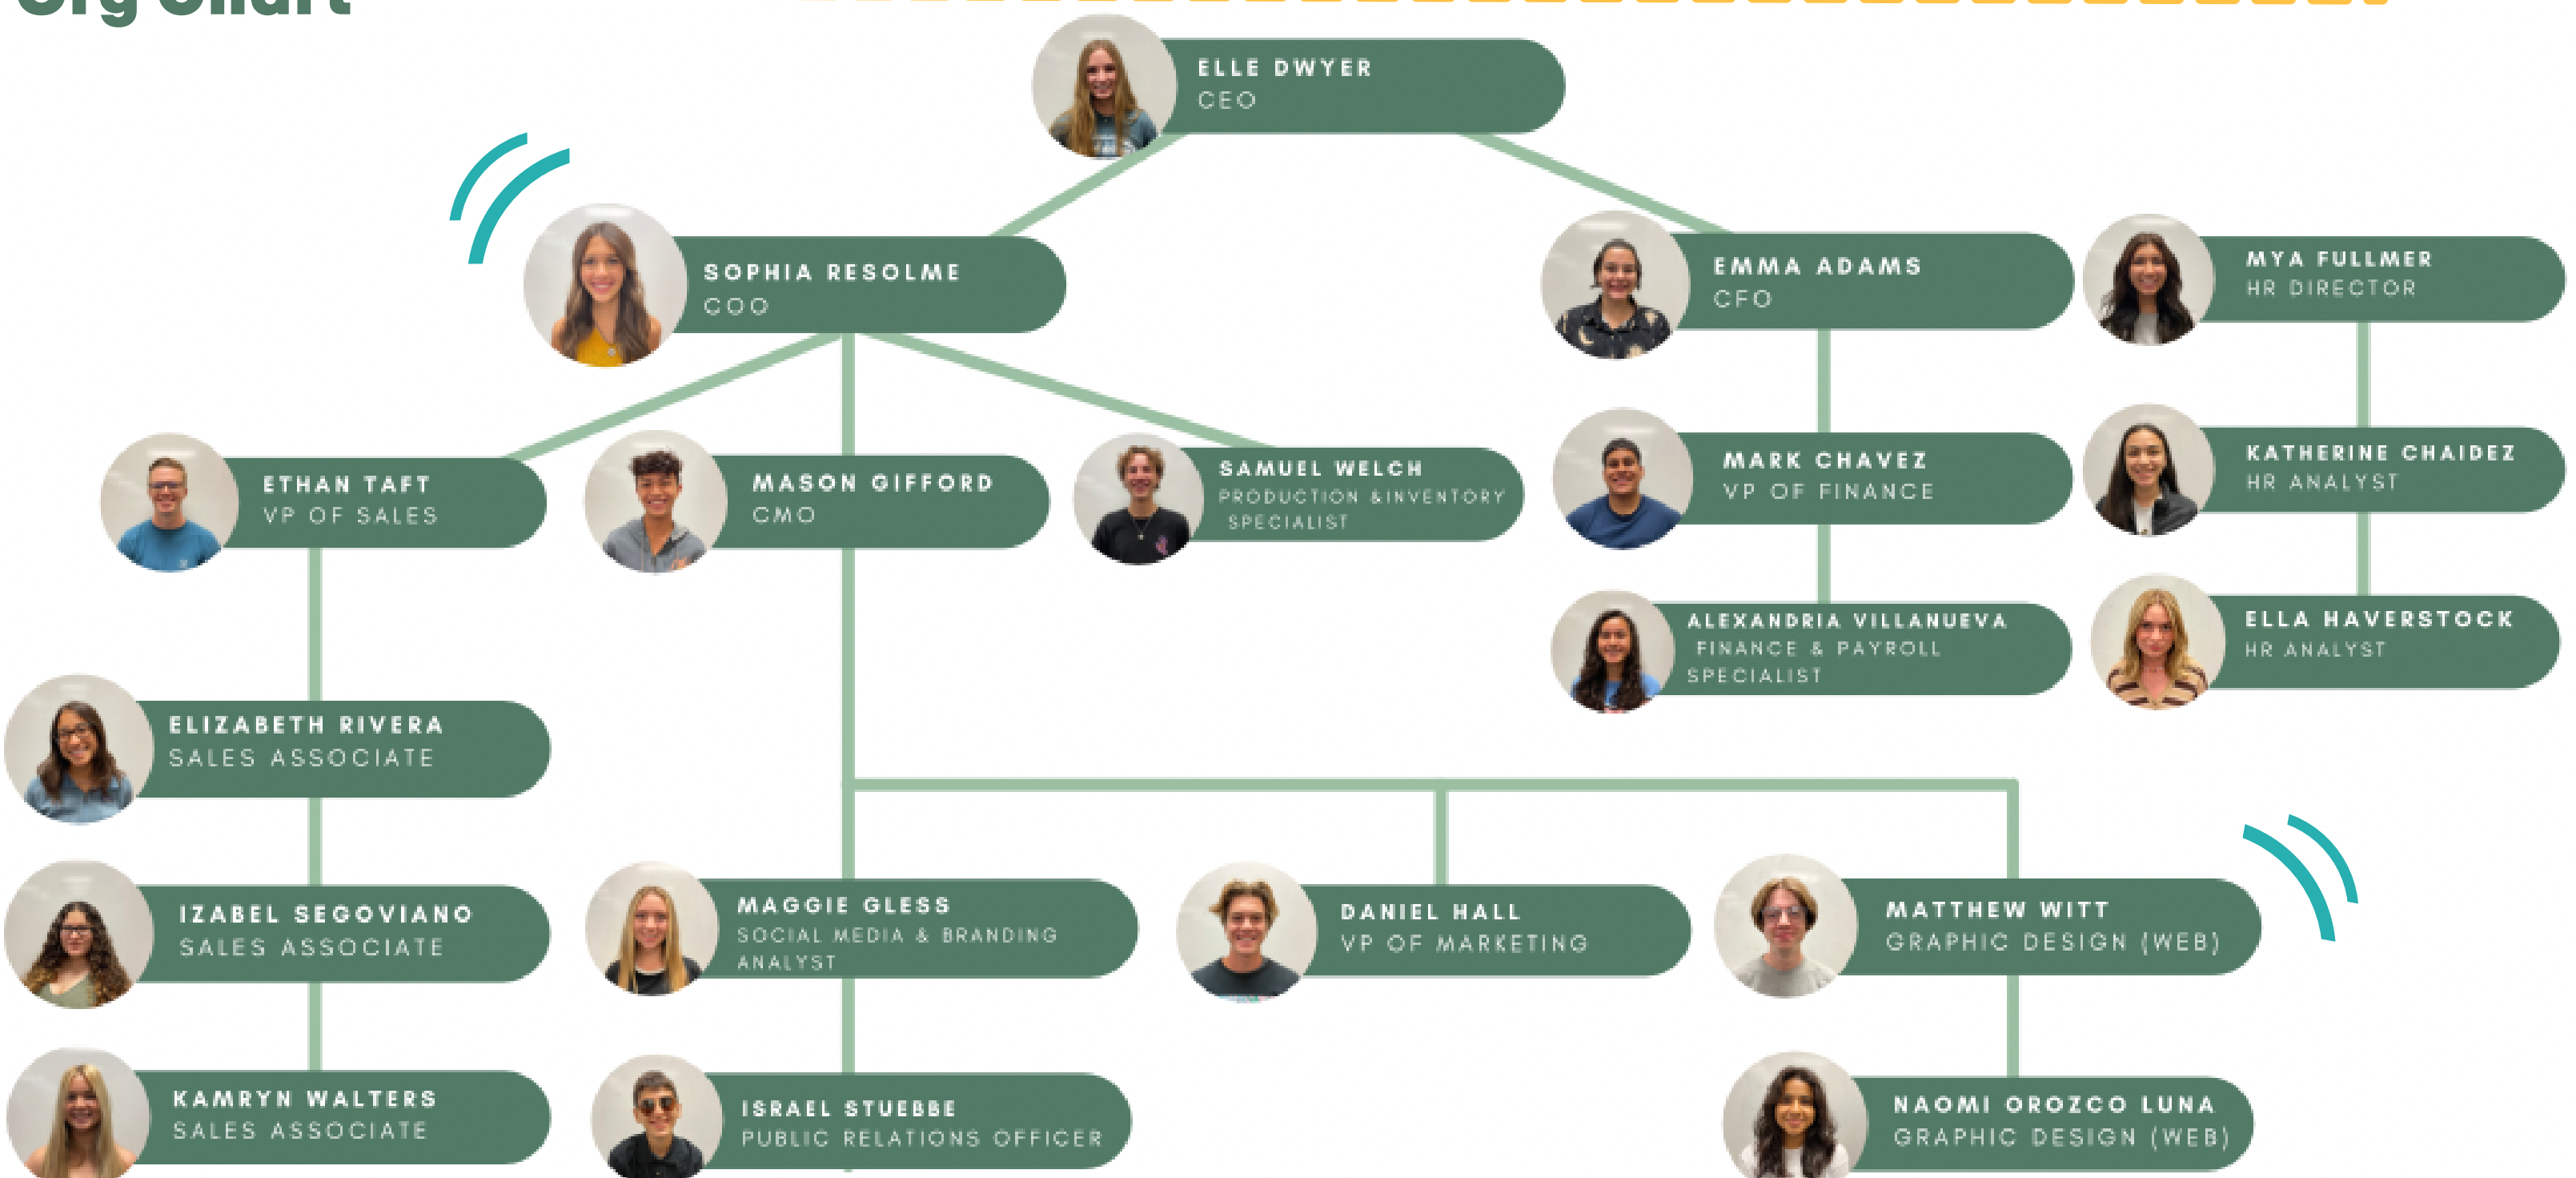 Org Chart
ELLE DWYER
CEO
SOPHIA RESOLME
COO
EMMA ADAMS
CFO
MYA FULLMER
HR DIRECTOR
ETHAN TAFT
VP OF SALES
MASON GIFFORD
CMO
SAMUEL WELCH
PRODUCTION &INVENTORY
SPECIALIST
MARK CHAVEZ
VP OF FINANCE
KATHERINE CHAIDEZ
HR ANALYST
ALEXANDRIA VILLANUEVA
FINANCE & PAYROLL
SPECIALIST
ELLA HAVERSTOCK
HR ANALYST
ELIZABETH RIVERA
SALES ASSOCIATE
IZABEL SEGOVIANO
SALES ASSOCIATE
MAGGIE GLESS
SOCIAL MEDIA & BRANDING
ANALYST
DANIEL HALL
VP OF MARKETING
MATTHEW WITT
GRAPHIC DESIGN (WEB)
KAMRYN WALTERS
SALES ASSOCIATE
ISRAEL STUEBBE
PUBLIC RELATIONS OFFICER
NAOMI OROZCO LUNA
GRAPHIC DESIGN (WEB)